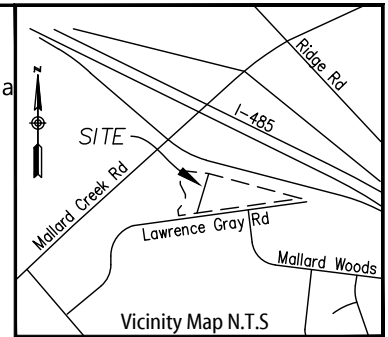 a
Ridge Rd
z
I-485
SITE
Mallard Creek Rd
Lawrence Gray Rd
Mallard Woods
Vicinity Map N.T.S